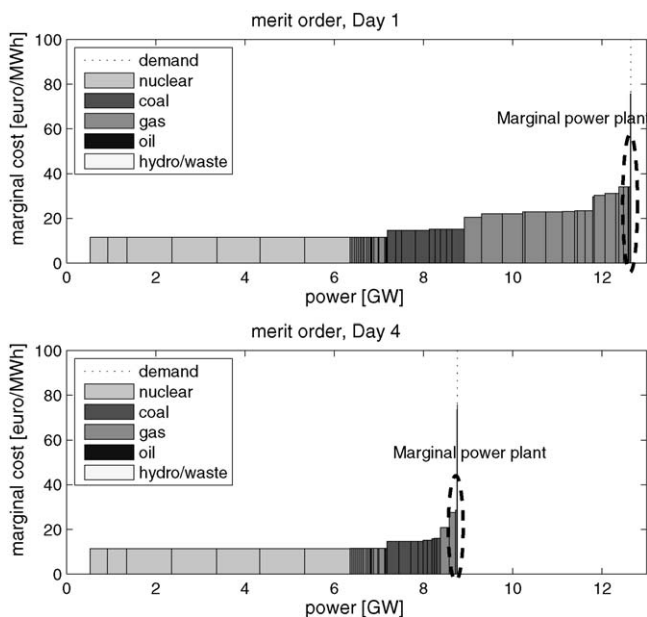 merit order, Day 1
marginal cost [euro/MWh]
100
80
60
40
20
0
demand
nuclear
coal
gas
oil
hydro/waste
Marginal power plant
0 2 4 6 8 10 12
power [GW]
merit order, Day 4
marginal cost [euro/MWh]
100
80
60
40
20
0
demand
nuclear
coal
gas
oil
hydro/waste
Marginal power plant
0 2 4 6 8 10 12
power [GW]